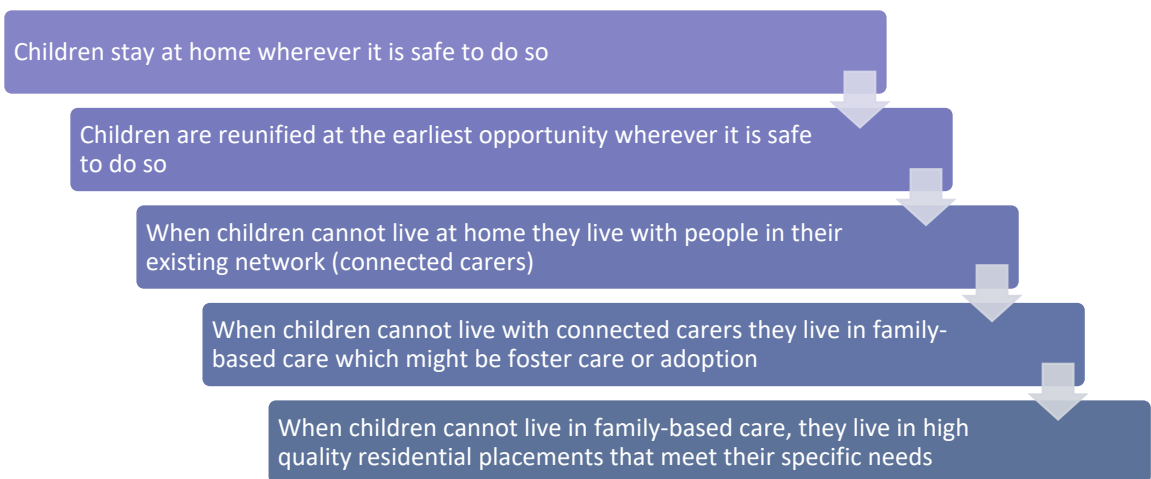 Children stay at home wherever it is safe to do so
Children are reunified at the earliest opportunity wherever it is safe
to do so
When children cannot live at home they live with people in their
existing network (connected carers)
When children cannot live with connected carers they live in family-
based care which might be foster care or adoption
When children cannot live in family-based care, they live in high
quality residential placements that meet their specific needs